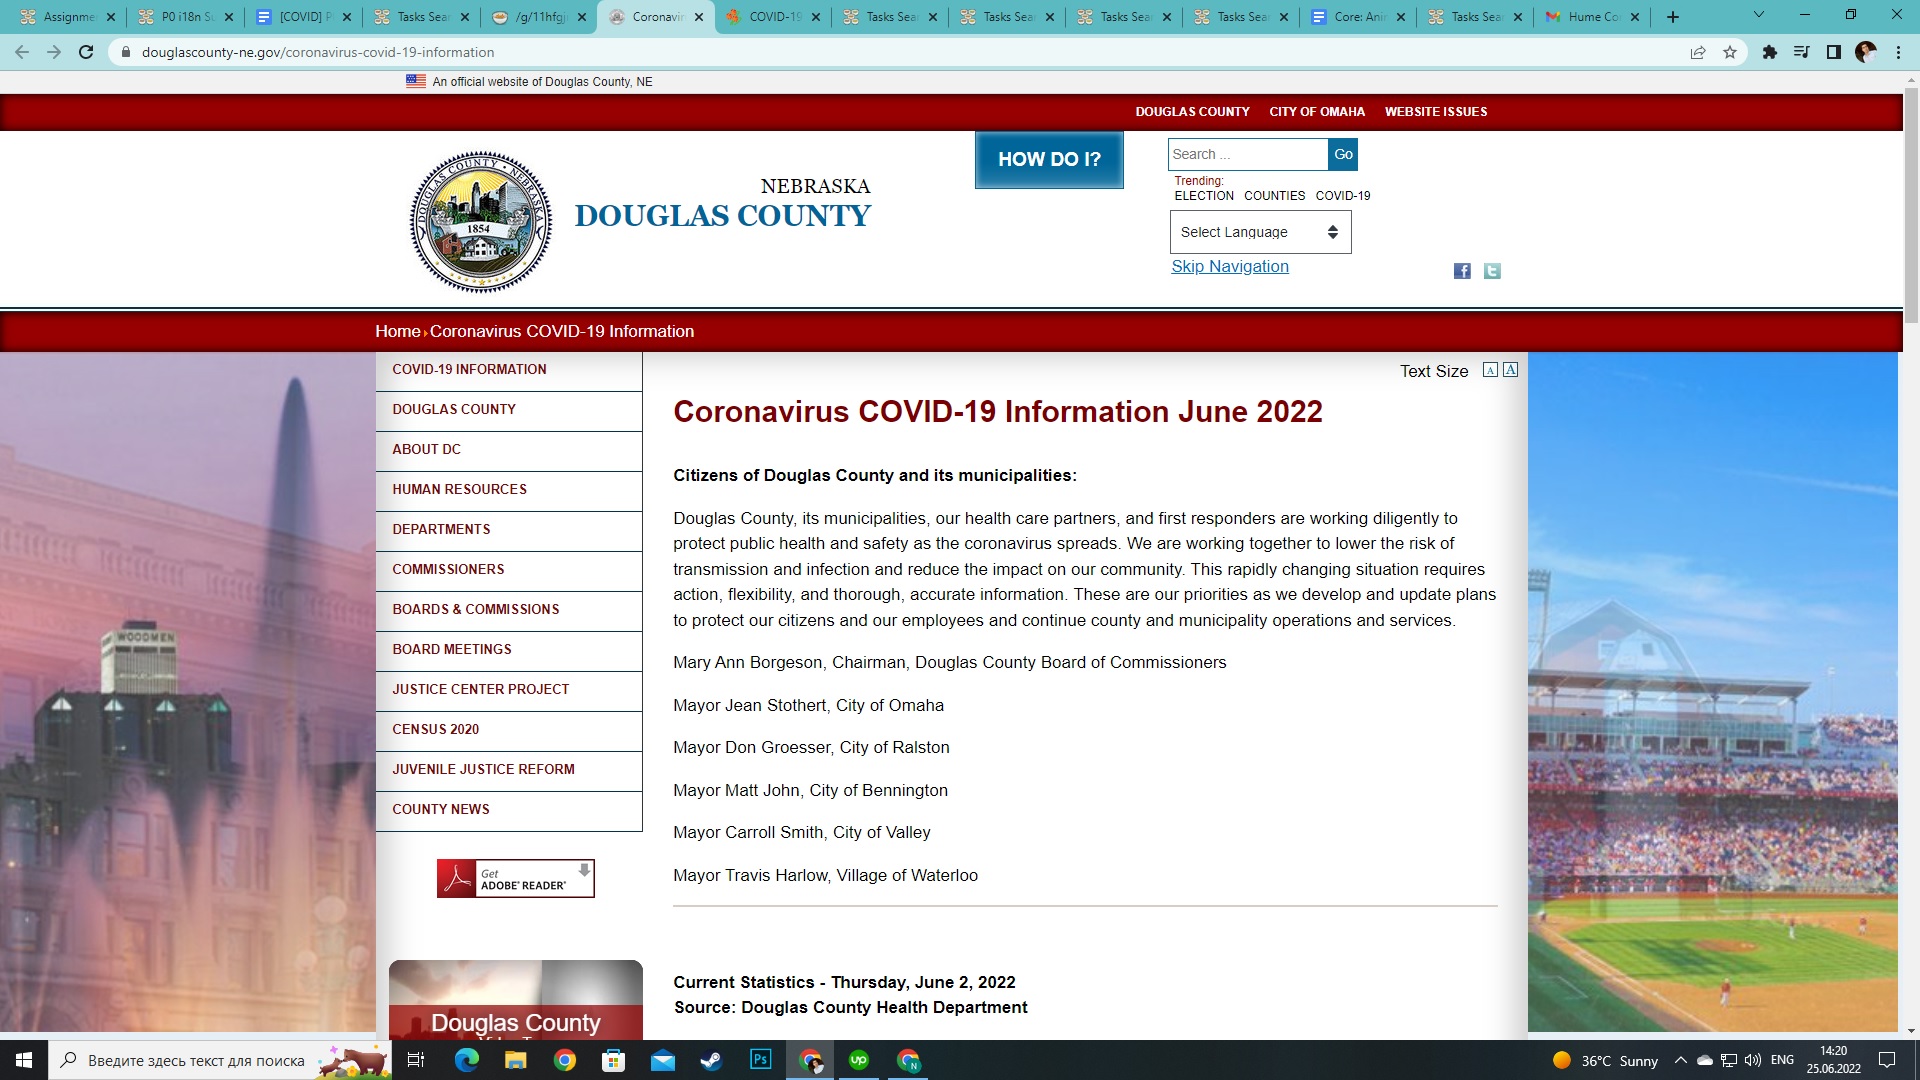 Assignme
P0 i18n Su
[COVID] P
Tasks Sear
/g/11hfgj
Coronavir
COVID-19
Tasks Sear
Tasks Sear
Tasks Sear
Tasks Sear
Core: Ani
Tasks Sear
Hume Co
douglascounty-ne.gov/coronavirus-covid-19-information
An official website of Douglas County, NE
DOUGLAS COUNTY CITY OF OMAHA WEBSITE ISSUES
DOUGLAS COUNTY · NEBRASKA
1854
NEBRASKA
DOUGLAS COUNTY
HOW DO I?
Search ... Go
Trending:
ELECTION COUNTIES COVID-19
Select Language
Skip Navigation
Home Coronavirus COVID-19 Information
COVID-19 INFORMATION
DOUGLAS COUNTY
ABOUT DC
HUMAN RESOURCES
DEPARTMENTS
COMMISSIONERS
BOARDS & COMMISSIONS
BOARD MEETINGS
JUSTICE CENTER PROJECT
CENSUS 2020
JUVENILE JUSTICE REFORM
COUNTY NEWS
Get
ADOBE® READER®
Douglas County
WOODMEN
Text Size A A
Coronavirus COVID-19 Information June 2022
Citizens of Douglas County and its municipalities:
Douglas County, its municipalities, our health care partners, and first responders are working diligently to
protect public health and safety as the coronavirus spreads. We are working together to lower the risk of
transmission and infection and reduce the impact on our community. This rapidly changing situation requires
action, flexibility, and thorough, accurate information. These are our priorities as we develop and update plans
to protect our citizens and our employees and continue county and municipality operations and services.
Mary Ann Borgeson, Chairman, Douglas County Board of Commissioners
Mayor Jean Stothert, City of Omaha
Mayor Don Groesser, City of Ralston
Mayor Matt John, City of Bennington
Mayor Carroll Smith, City of Valley
Mayor Travis Harlow, Village of Waterloo
Current Statistics - Thursday, June 2, 2022
Source: Douglas County Health Department
Введите здесь текст для поиска
Ps
up
N
36°C Sunny
ENG
14:20
25.06.2022